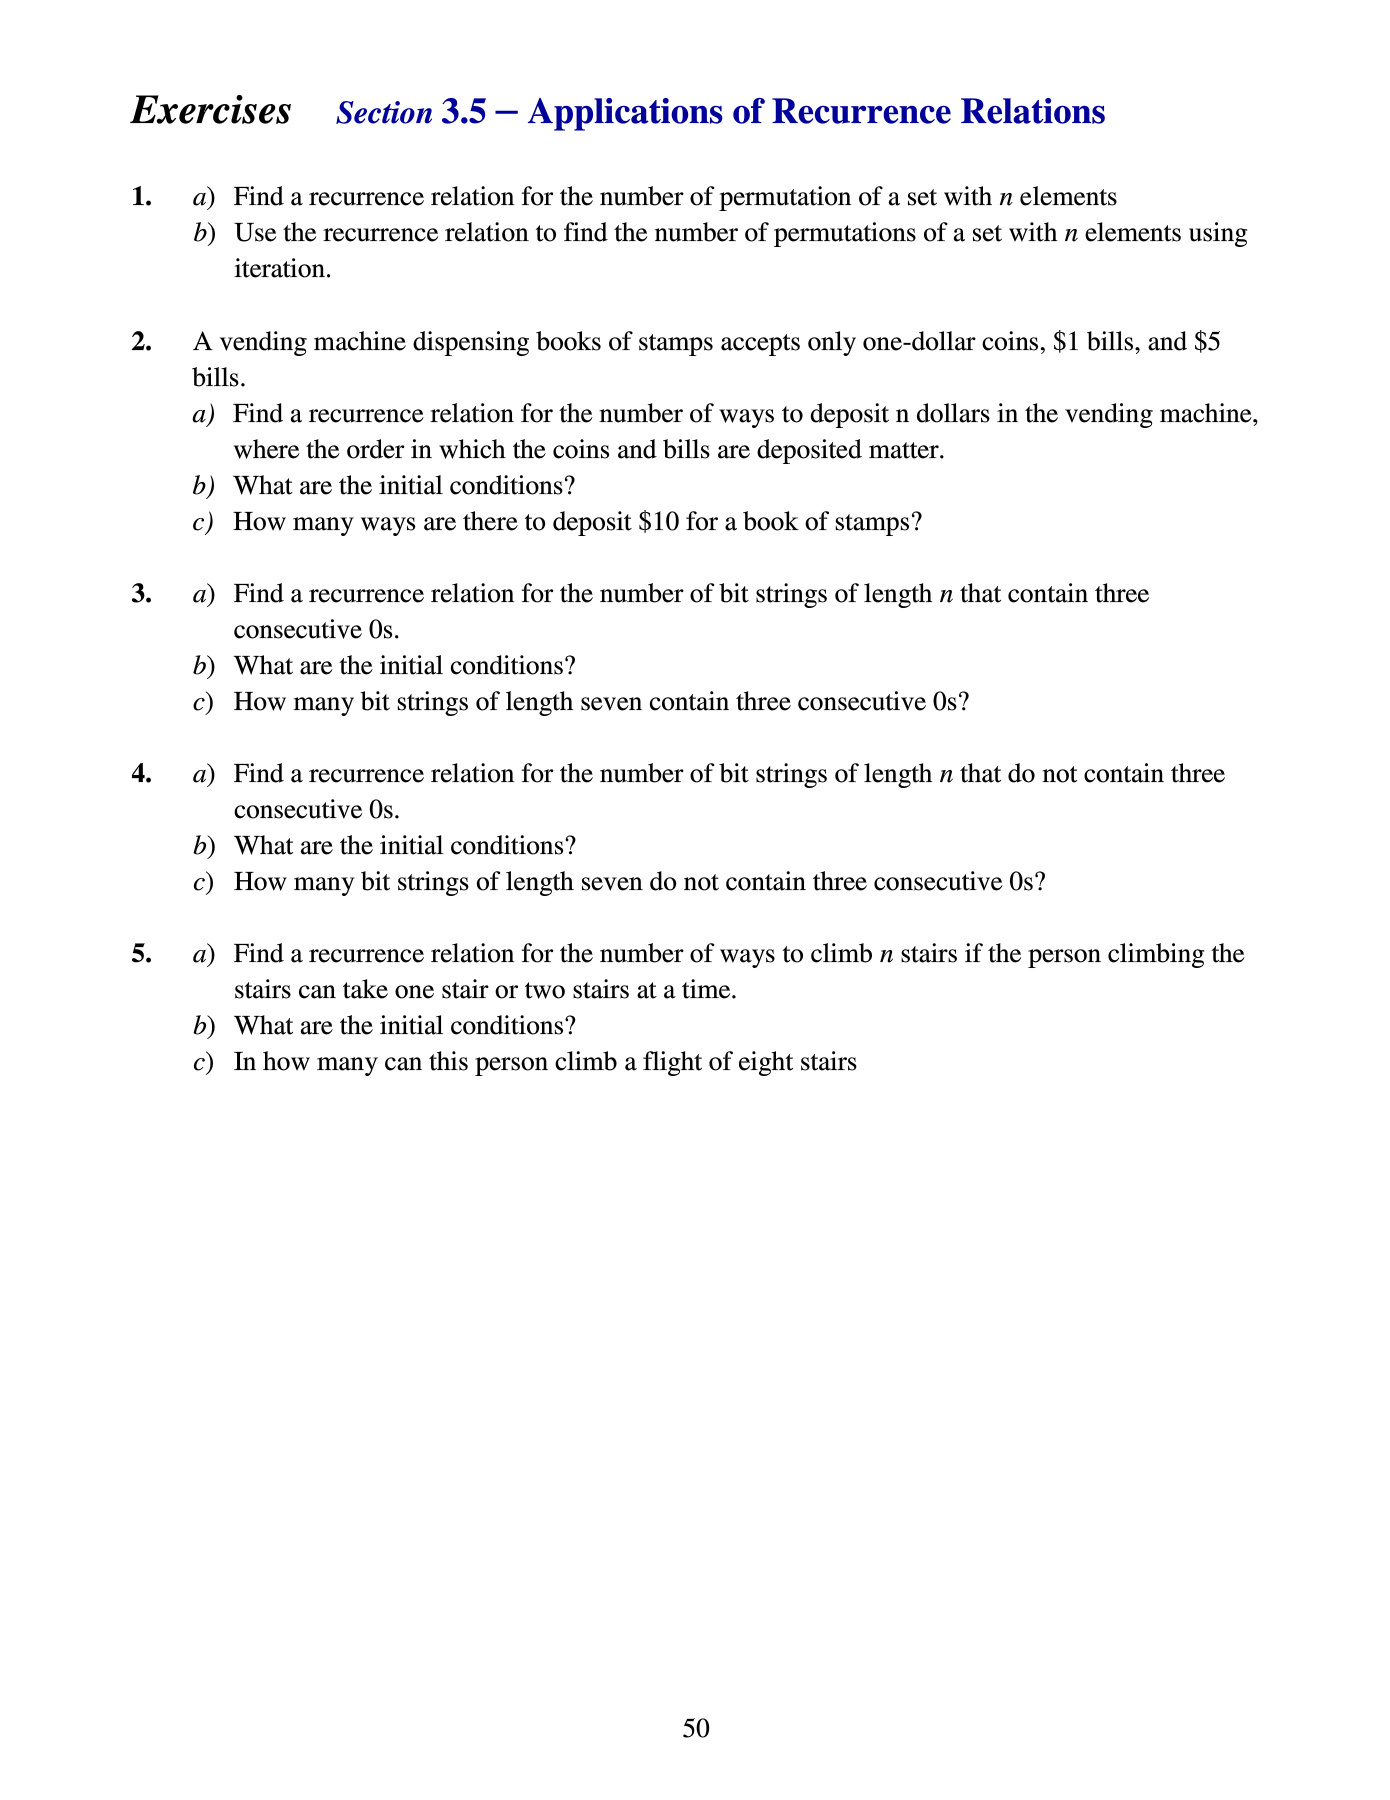 Exercises Section 3.5 – Applications of Recurrence Relations
1. a) Find a recurrence relation for the number of permutation of a set with n elements
b) Use the recurrence relation to find the number of permutations of a set with n elements using
iteration.
2. A vending machine dispensing books of stamps accepts only one-dollar coins, $1 bills, and $5
bills.
a) Find a recurrence relation for the number of ways to deposit n dollars in the vending machine,
where the order in which the coins and bills are deposited matter.
b) What are the initial conditions?
c) How many ways are there to deposit $10 for a book of stamps?
3. a) Find a recurrence relation for the number of bit strings of length n that contain three
consecutive 0s.
b) What are the initial conditions?
c) How many bit strings of length seven contain three consecutive 0s?
4. a) Find a recurrence relation for the number of bit strings of length n that do not contain three
consecutive 0s.
b) What are the initial conditions?
c) How many bit strings of length seven do not contain three consecutive 0s?
5. a) Find a recurrence relation for the number of ways to climb n stairs if the person climbing the
stairs can take one stair or two stairs at a time.
b) What are the initial conditions?
c) In how many can this person climb a flight of eight stairs
50